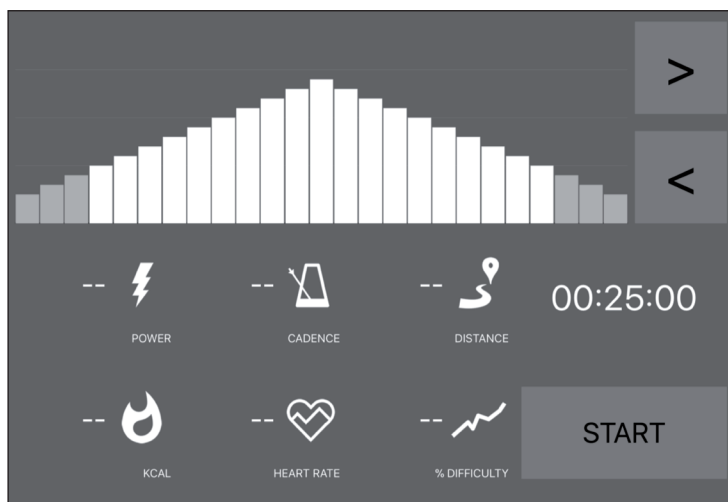 >
<
-- -- -- 00:25:00
POWER CADENCE DISTANCE
-- -- -- START
KCAL HEART RATE % DIFFICULTY